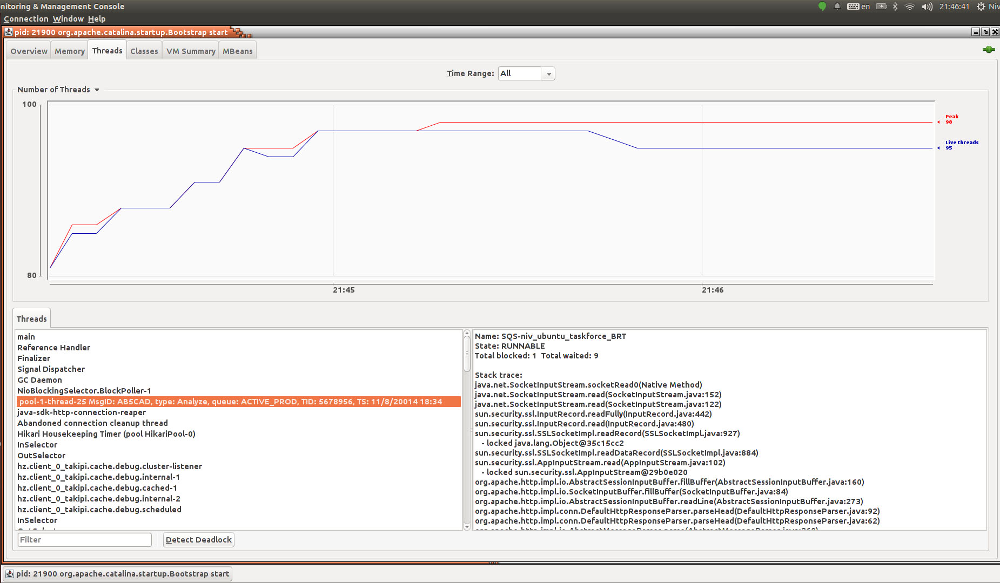 nitoring & Management Console
en 21:46:41 Niv
Connection Window Help
pid: 21900 org.apache.catalina.startup.Bootstrap start
Overview Memory Threads Classes VM Summary MBeans
Time Range: All
Number of Threads
100
Peak
98
Live threads
95
80
21:45 21:46
Threads
main
Reference Handler
Finalizer
Signal Dispatcher
GC Daemon
NioBlockingSelector.BlockPoller-1
pool-1-thread-25 MsgID: AB5CAD, type: Analyze, queue: ACTIVE_PROD, TID: 5678956, TS: 11/8/20014 18:34
java-sdk-http-connection-reaper
Abandoned connection cleanup thread
Hikari Housekeeping Timer (pool HikariPool-0)
InSelector
OutSelector
hz.client_0_takipi.cache.debug.cluster-listener
hz.client_0_takipi.cache.debug.internal-1
hz.client_0_takipi.cache.debug.cached-1
hz.client_0_takipi.cache.debug.internal-2
hz.client_0_takipi.cache.debug.scheduled
InSelector
Name: SQS-niv_ubuntu_taskforce_BRT
State: RUNNABLE
Total blocked: 1 Total waited: 9
Stack trace:
java.net.SocketInputStream.socketRead0(Native Method)
java.net.SocketInputStream.read(SocketInputStream.java:152)
java.net.SocketInputStream.read(SocketInputStream.java:122)
sun.security.ssl.InputRecord.readFully(InputRecord.java:442)
sun.security.ssl.InputRecord.read(InputRecord.java:480)
sun.security.ssl.SSLSocketImpl.readRecord(SSLSocketImpl.java:927)
- locked java.lang.Object@35c15cc2
sun.security.ssl.SSLSocketImpl.readDataRecord(SSLSocketImpl.java:884)
sun.security.ssl.AppInputStream.read(AppInputStream.java:102)
- locked sun.security.ssl.AppInputStream@29b0e020
org.apache.http.impl.io.AbstractSessionInputBuffer.fillBuffer(AbstractSessionInputBuffer.java:160)
org.apache.http.impl.io.SocketInputBuffer.fillBuffer(SocketInputBuffer.java:84)
org.apache.http.impl.io.AbstractSessionInputBuffer.readLine(AbstractSessionInputBuffer.java:273)
org.apache.http.impl.conn.DefaultHttpResponseParser.parseHead(DefaultHttpResponseParser.java:92)
org.apache.http.impl.conn.DefaultHttpResponseParser.parseHead(DefaultHttpResponseParser.java:62)
Filter Detect Deadlock
pid: 21900 org.apache.catalina.startup.Bootstrap start